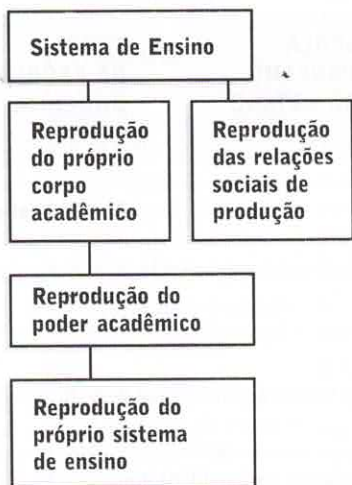 Sistema de Ensino
Reprodução
do próprio
corpo
acadêmico
Reprodução
das relações
sociais de
produção
Reprodução do
poder acadêmico
Reprodução do
próprio sistema
de ensino